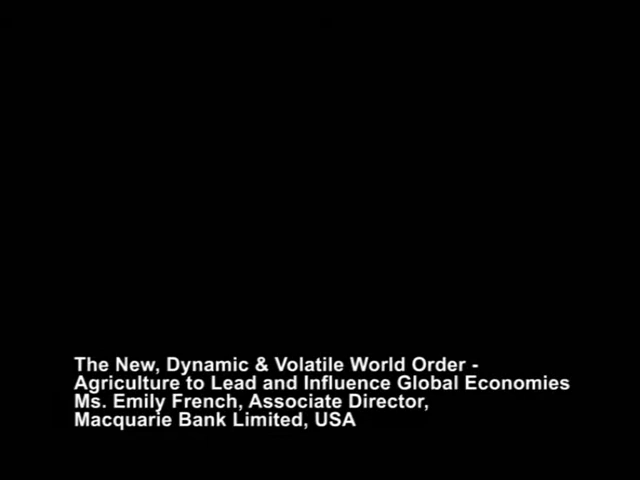 The New, Dynamic & Volatile World Order -
Agriculture to Lead and Influence Global Economies
Ms. Emily French, Associate Director,
Macquarie Bank Limited, USA